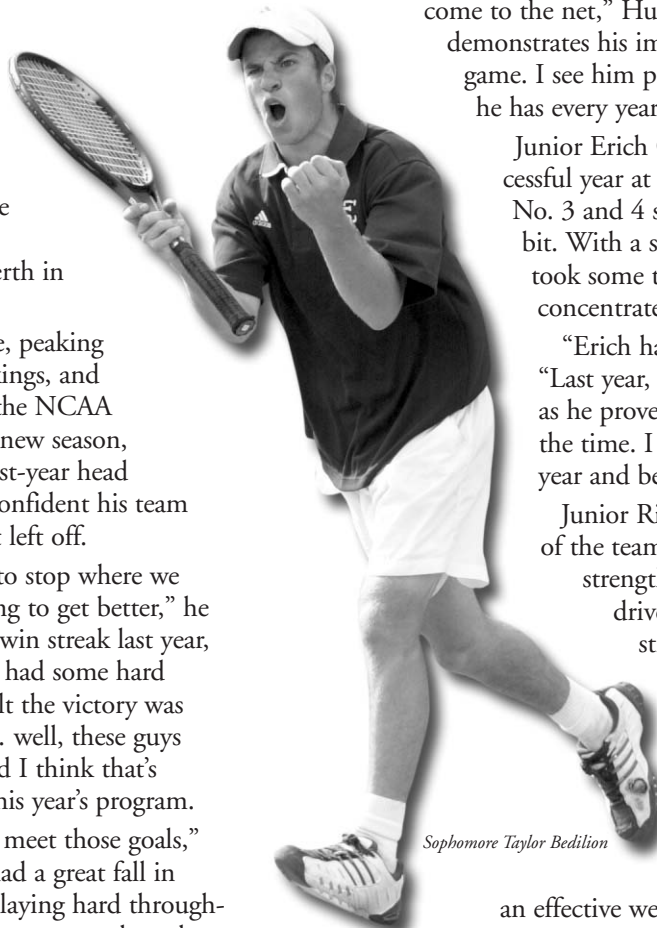 e
erth in
e, peaking
ings, and
the NCAA
new season,
st-year head
onfident his team
t left off.
to stop where we
ng to get better,” he
win streak last year,
had some hard
lt the victory was
. well, these guys
d I think that’s
his year’s program.
meet those goals,”
ad a great fall in
laying hard through-
come to the net,” Hu
demonstrates his im
game. I see him p
he has every year
Junior Erich
cessful year at
No. 3 and 4 s
bit. With a s
took some t
concentrate
“Erich ha
“Last year,
as he prove
the time. I
year and be
Junior Ri
of the team
strengt
drive
st
an effective we
E
adidas
Sophomore Taylor Bedilion